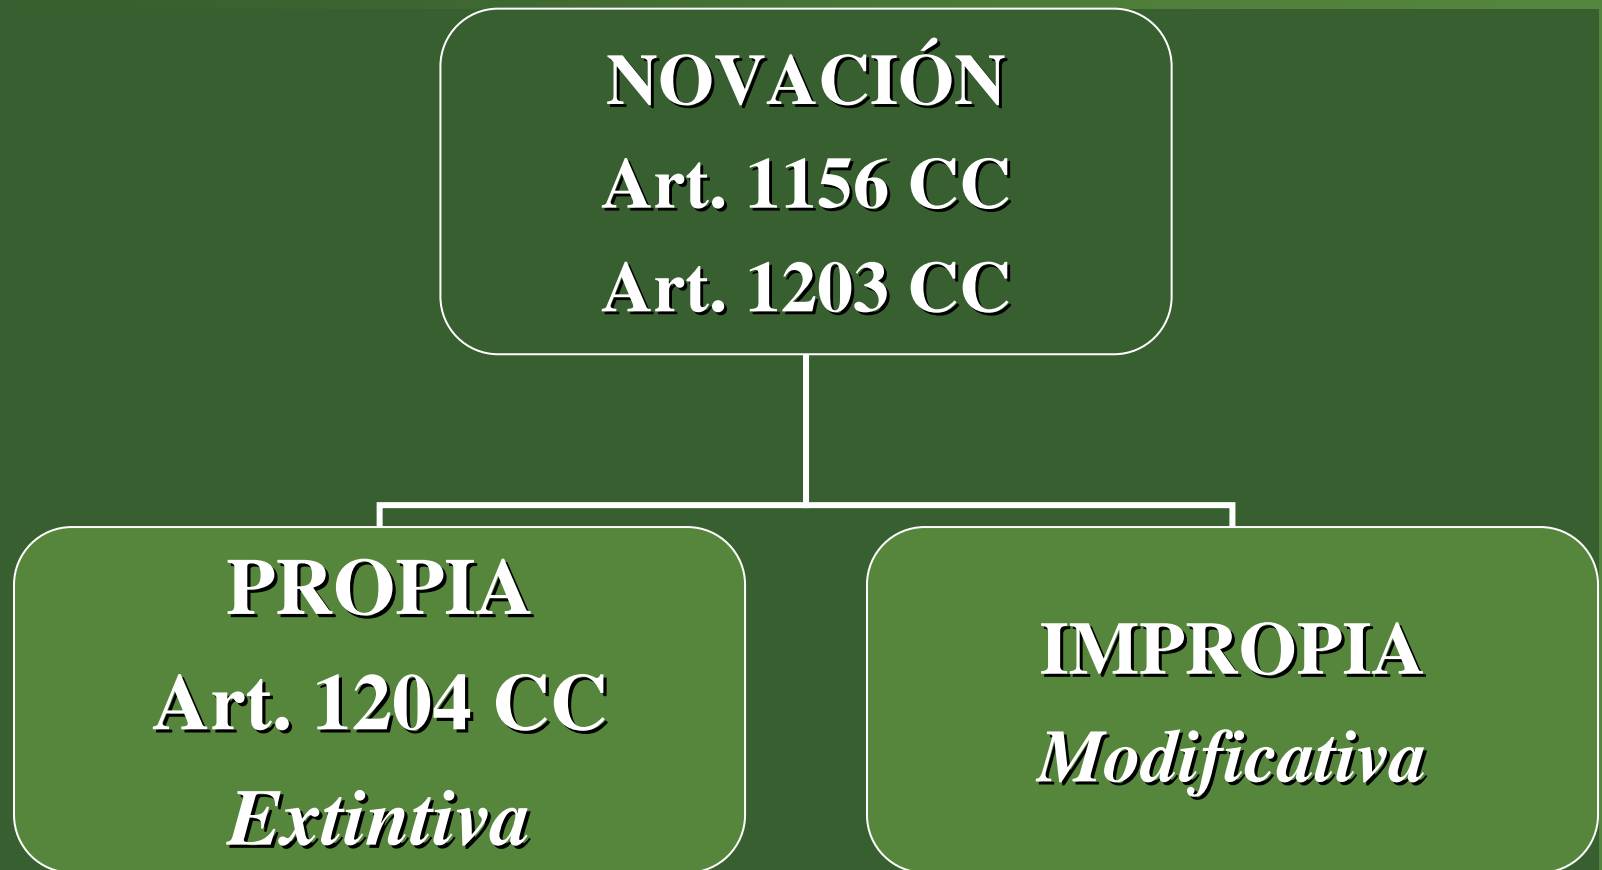 NOVACIÓN
Art. 1156 CC
Art. 1203 CC
PROPIA
Art. 1204 CC
Extintiva
IMPROPIA
Modificativa